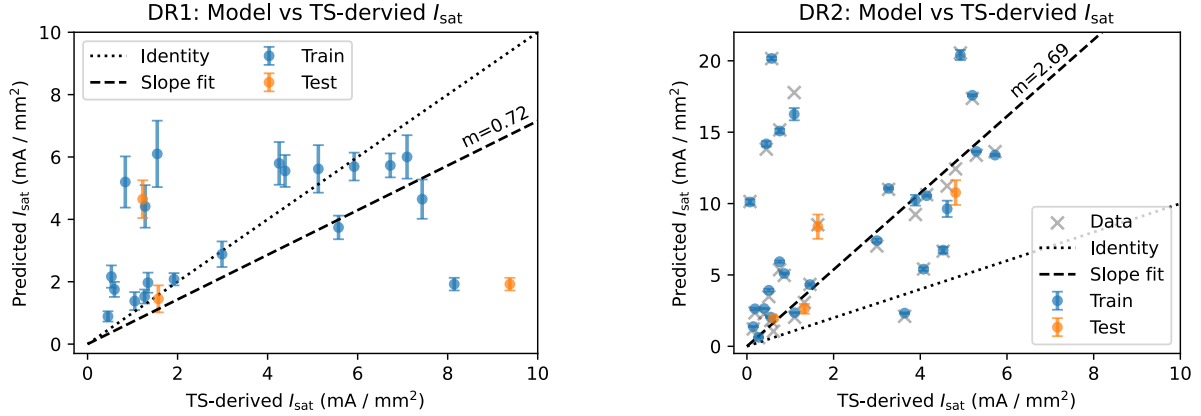 DR1: Model vs TS-dervied I_sat
Predicted I_sat (mA / mm²)
10
8
6
4
2
0
Identity
Slope fit
Train
Test
m=0.72
0 2 4 6 8 10
TS-derived I_sat (mA / mm²)
DR2: Model vs TS-dervied I_sat
Predicted I_sat (mA / mm²)
20
15
10
5
0
m=2.69
Data
Identity
Slope fit
Train
Test
0 2 4 6 8 10
TS-derived I_sat (mA / mm²)